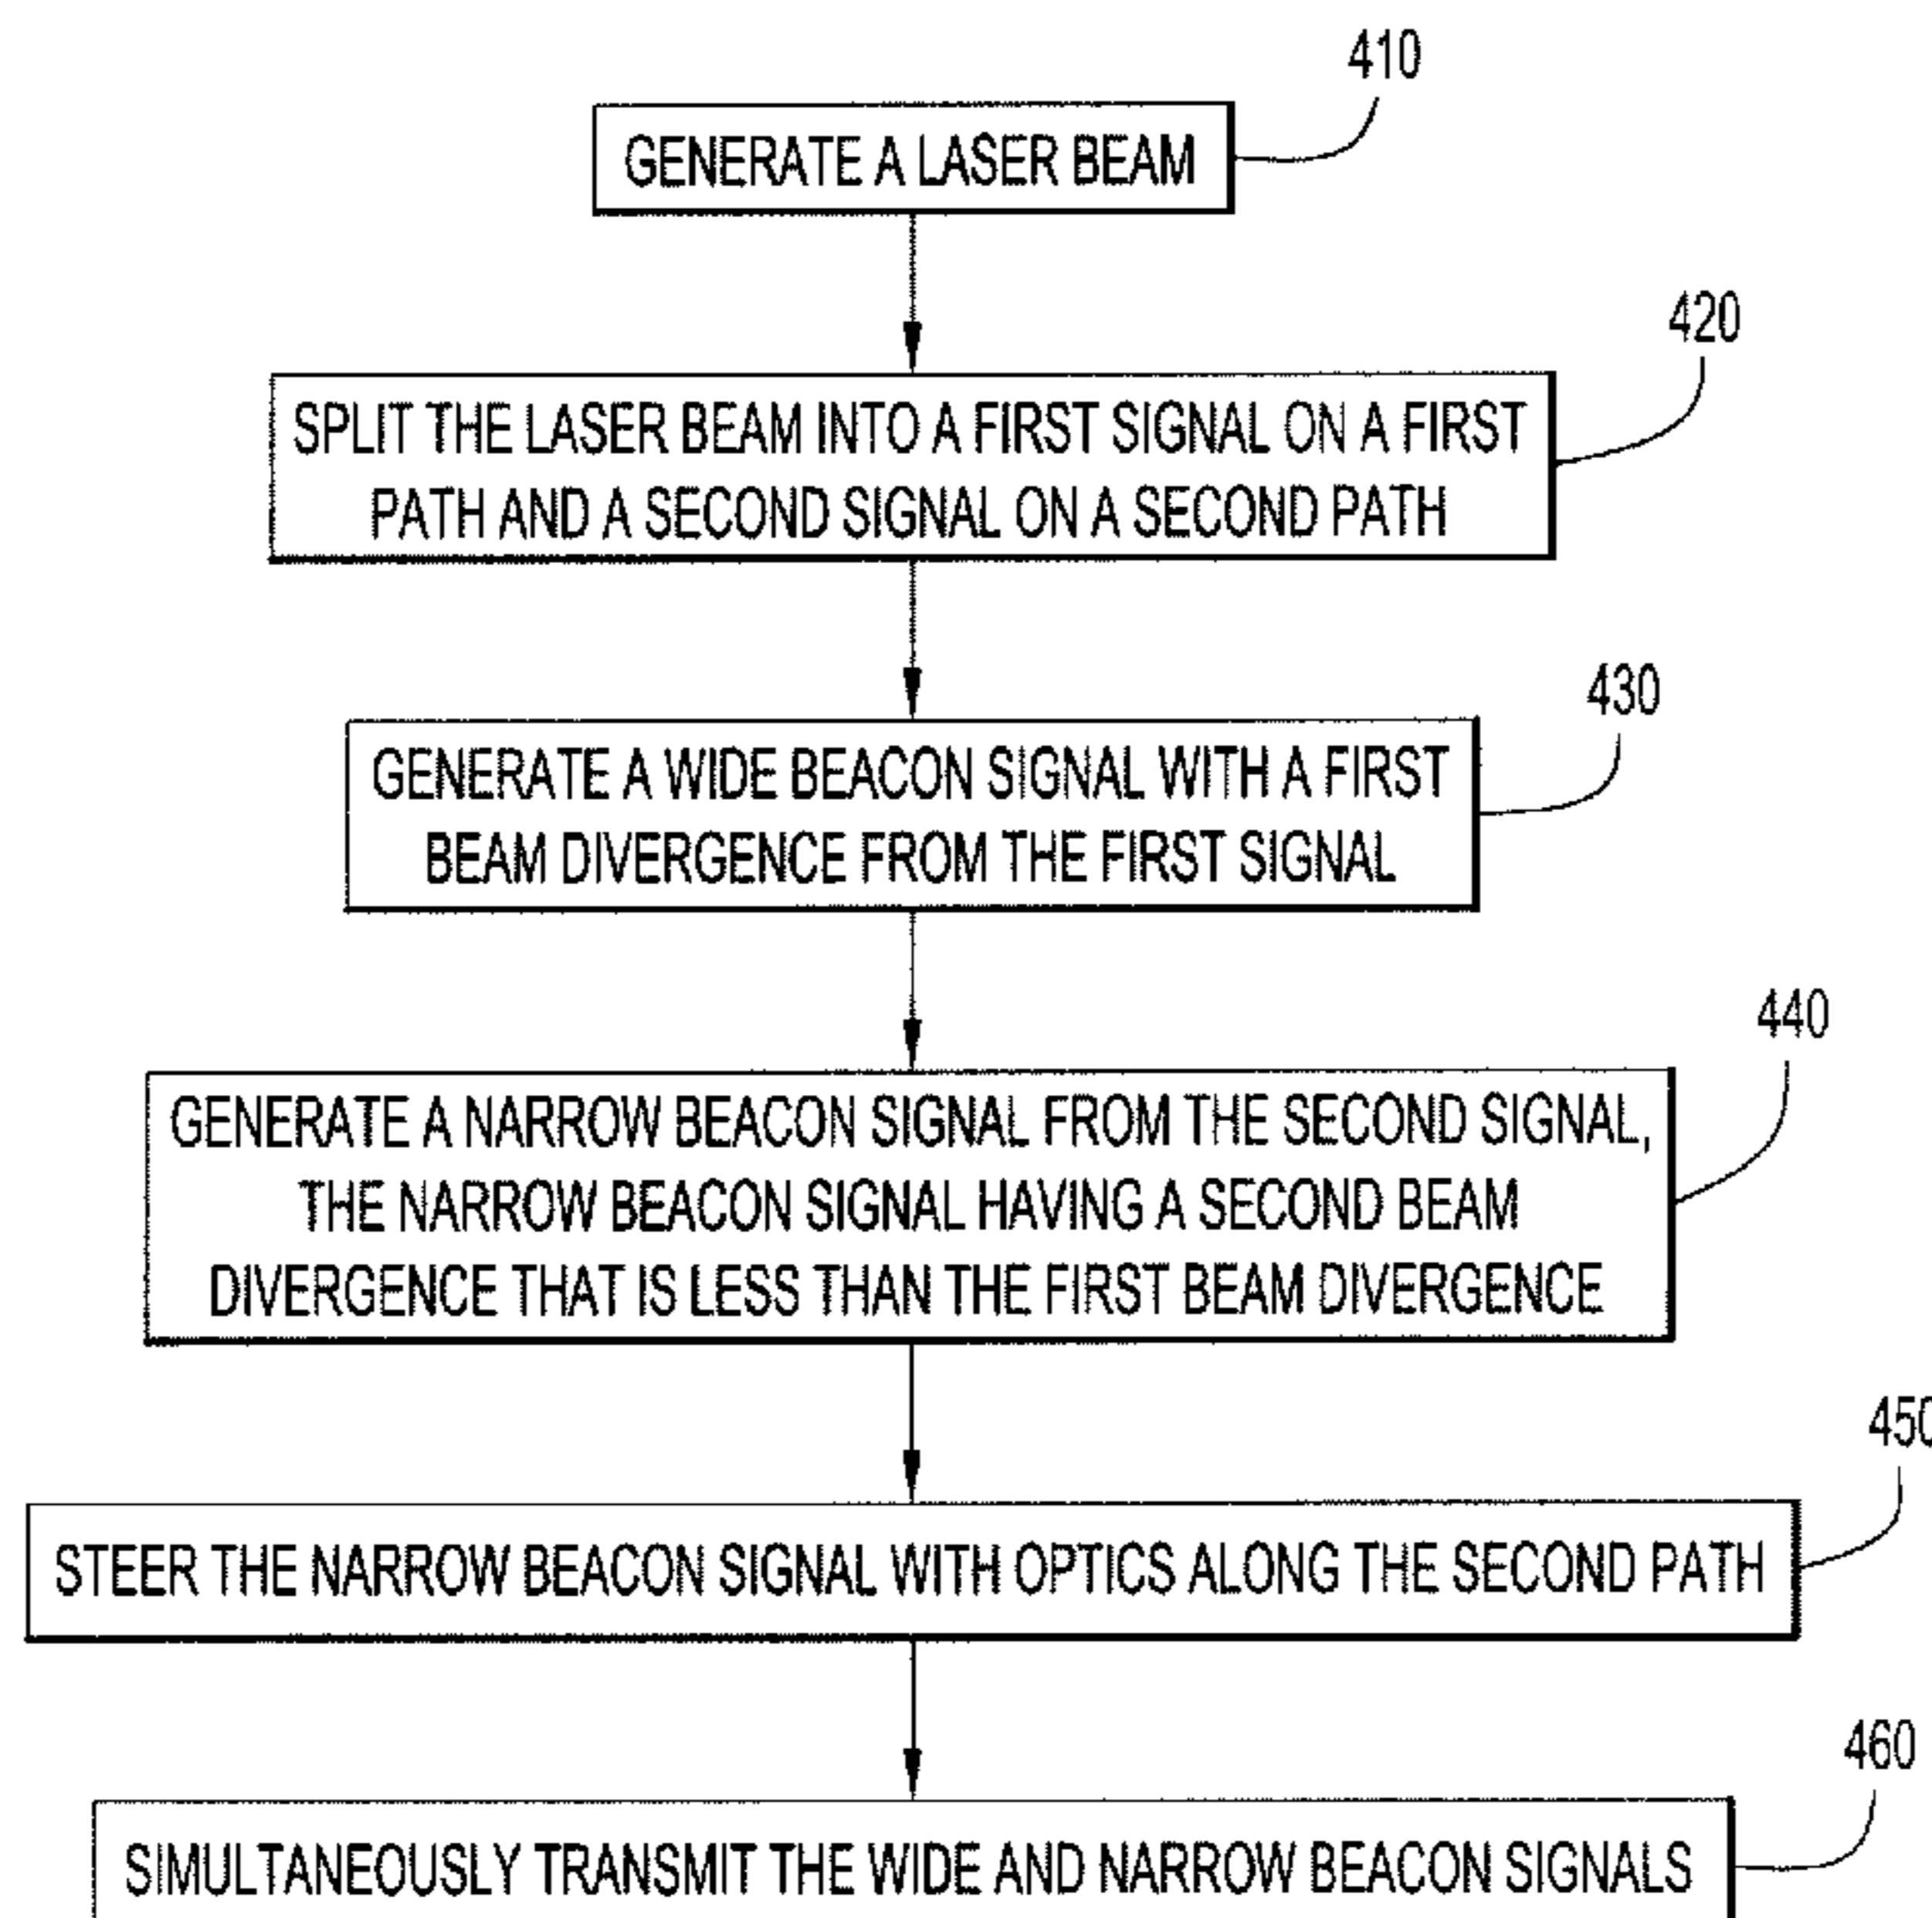 410
GENERATE A LASER BEAM
420
SPLIT THE LASER BEAM INTO A FIRST SIGNAL ON A FIRST
PATH AND A SECOND SIGNAL ON A SECOND PATH
430
GENERATE A WIDE BEACON SIGNAL WITH A FIRST
BEAM DIVERGENCE FROM THE FIRST SIGNAL
440
GENERATE A NARROW BEACON SIGNAL FROM THE SECOND SIGNAL,
THE NARROW BEACON SIGNAL HAVING A SECOND BEAM
DIVERGENCE THAT IS LESS THAN THE FIRST BEAM DIVERGENCE
450
STEER THE NARROW BEACON SIGNAL WITH OPTICS ALONG THE SECOND PATH
460
SIMULTANEOUSLY TRANSMIT THE WIDE AND NARROW BEACON SIGNALS